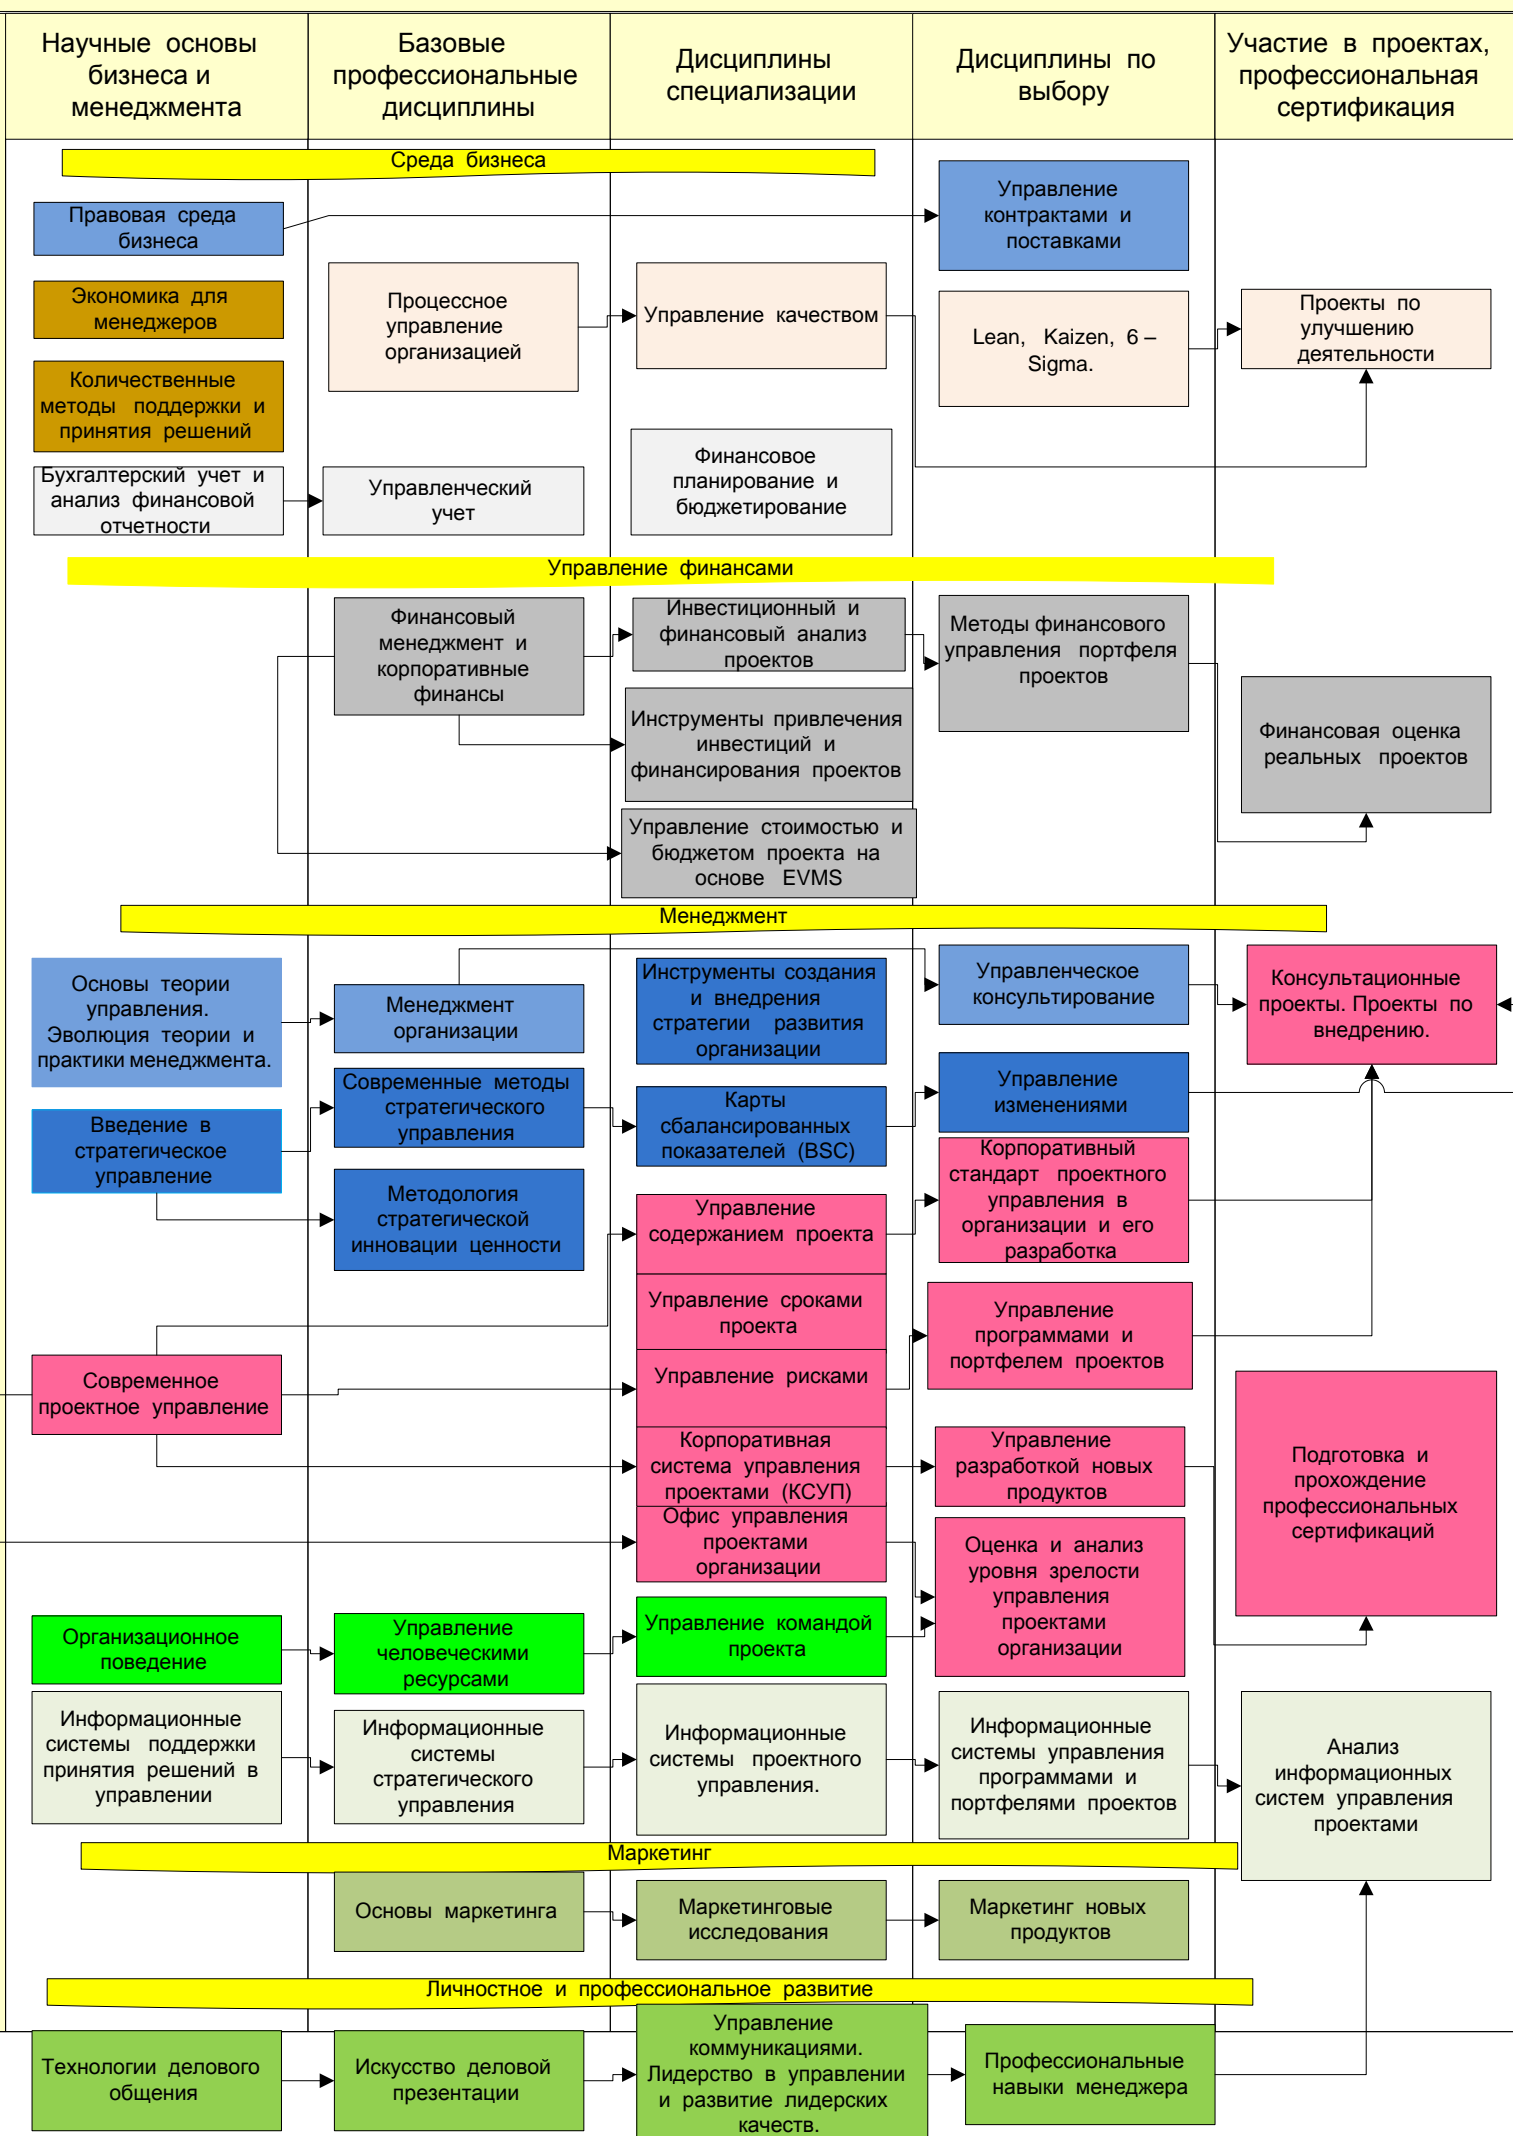 Научные основы
бизнеса и
менеджмента
Базовые
профессиональные
дисциплины
Дисциплины
специализации
Дисциплины по
выбору
Участие в проектах,
профессиональная
сертификация
Среда бизнеса
Правовая среда
бизнеса
Управление
контрактами и
поставками
Экономика для
менеджеров
Процессное
управление
организацией
Управление качеством
Lean, Kaizen, 6 –
Sigma.
Проекты по
улучшению
деятельности
Количественные
методы поддержки и
принятия решений
Бухгалтерский учет и
анализ финансовой
отчетности
Управленческий
учет
Финансовое
планирование и
бюджетирование
Управление финансами
Финансовый
менеджмент и
корпоративные
финансы
Инвестиционный и
финансовый анализ
проектов
Методы финансового
управления портфеля
проектов
Инструменты привлечения
инвестиций и
финансирования проектов
Финансовая оценка
реальных проектов
Управление стоимостью и
бюджетом проекта на
основе EVMS
Менеджмент
Основы теории
управления.
Эволюция теории и
практики менеджмента.
Менеджмент
организации
Инструменты создания
и внедрения
стратегии развития
организации
Управленческое
консультирование
Консультационные
проекты. Проекты по
внедрению.
Введение в
стратегическое
управление
Современные методы
стратегического
управления
Карты
сбалансированных
показателей (BSC)
Управление
изменениями
Методология
стратегической
инновации ценности
Управление
содержанием проекта
Корпоративный
стандарт проектного
управления в
организации и его
разработка
Управление сроками
проекта
Управление
программами и
портфелем проектов
Современное
проектное управление
Управление рисками
Корпоративная
система управления
проектами (КСУП)
Управление
разработкой новых
продуктов
Подготовка и
прохождение
профессиональных
сертификаций
Офис управления
проектами
организации
Оценка и анализ
уровня зрелости
управления
проектами
организации
Организационное
поведение
Управление
человеческими
ресурсами
Управление командой
проекта
Информационные
системы поддержки
принятия решений в
управлении
Информационные
системы
стратегического
управления
Информационные
системы проектного
управления.
Информационные
системы управления
программами и
портфелями проектов
Анализ
информационных
систем управления
проектами
Маркетинг
Основы маркетинга
Маркетинговые
исследования
Маркетинг новых
продуктов
Личностное и профессиональное развитие
Технологии делового
общения
Искусство деловой
презентации
Управление
коммуникациями.
Лидерство в управлении
и развитие лидерских
качеств.
Профессиональные
навыки менеджера